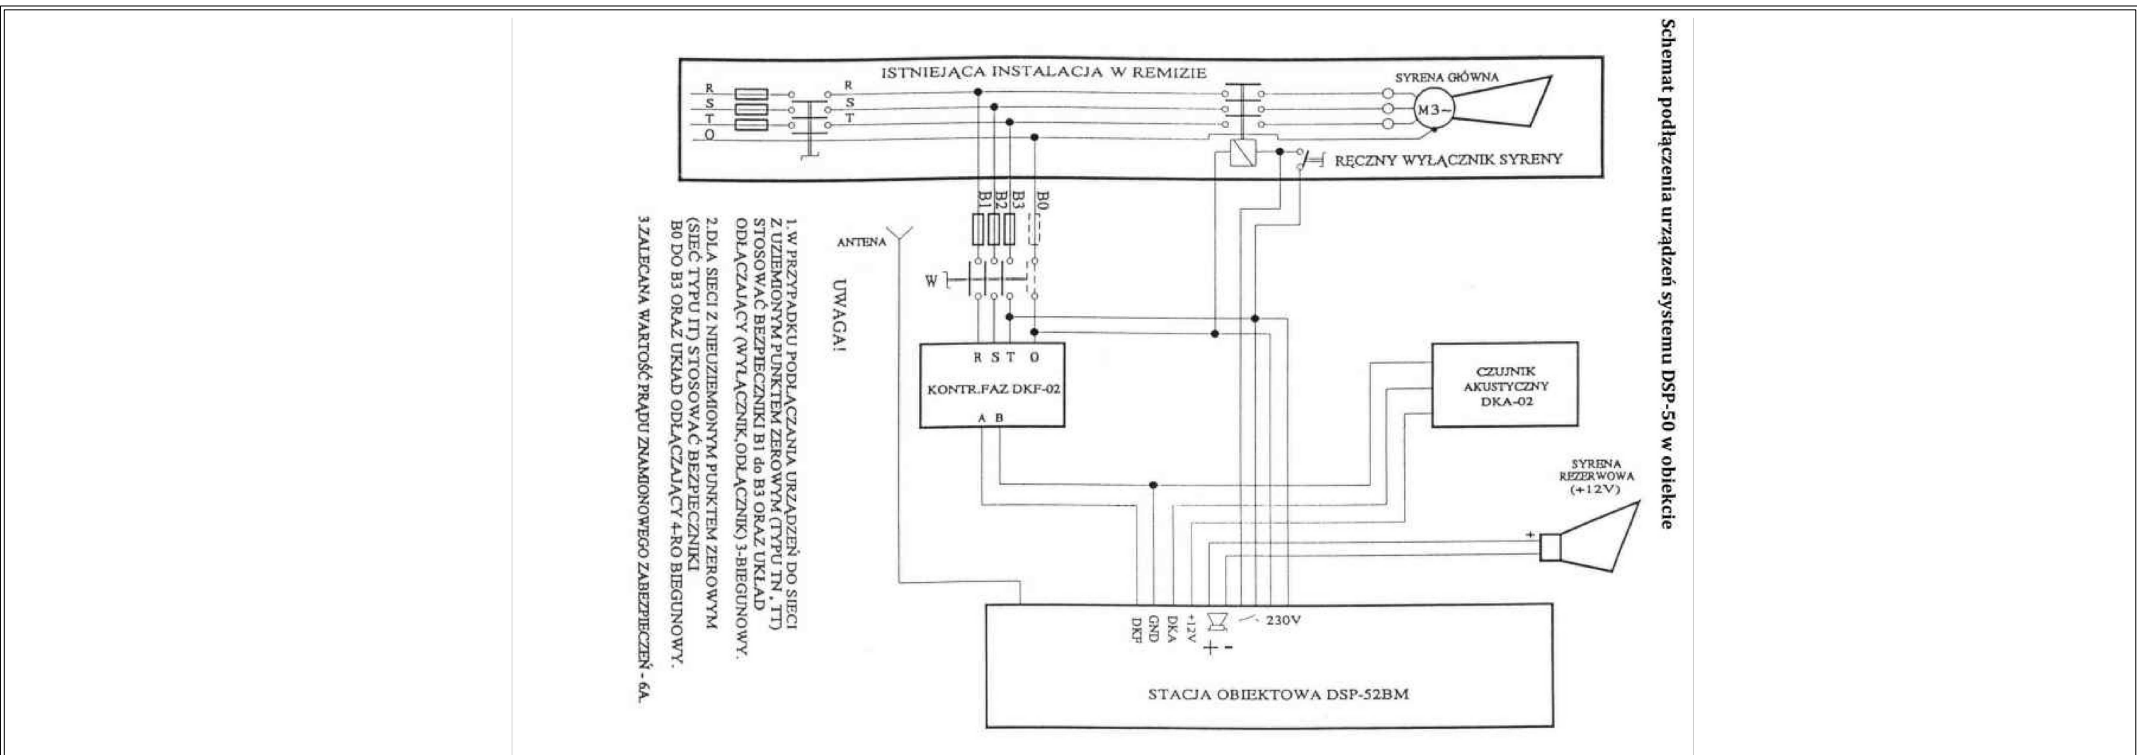 Schemat podłączenia urządzeń systemu DSP-50 w obiekcie
ISTNIEJĄCA INSTALACJA W REMIZIE
SYRENA GŁÓWNA
R
S
T
O
R
S
T
M3~
RĘCZNY WYŁĄCZNIK SYRENY
B1
B2
B3
B0
ANTENA
W
UWAGA!
1.W PRZYPADKU PODŁĄCZANIA URZĄDZEŃ DO SIECI
Z UZIEMIONYM PUNKTEM ZEROWYM (TYPU TN , TT)
STOSOWAĆ BEZPIECZNIKI B1 do B3 ORAZ UKŁAD
ODŁĄCZAJĄCY (WYŁĄCZNIK,ODŁĄCZNIK) 3-BIEGUNOWY.
2.DLA SIECI Z NIEUZIEMIONYM PUNKTEM ZEROWYM
(SIEĆ TYPU IT) STOSOWAĆ BEZPIECZNIKI
B0 DO B3 ORAZ UKŁAD ODŁĄCZAJĄCY 4-RO BIEGUNOWY.
3.ZALECANA WARTOŚĆ PRĄDU ZNAMIONOWEGO ZABEZPIECZEŃ - 6A.
R S T O
KONTR.FAZ DKF-02
A B
CZUJNIK
AKUSTYCZNY
DKA-02
SYRENA
REZERWOWA
(+12V)
+
DKF
GND
DKA
+12V
+ -
230V
STACJA OBIEKTOWA DSP-52BM